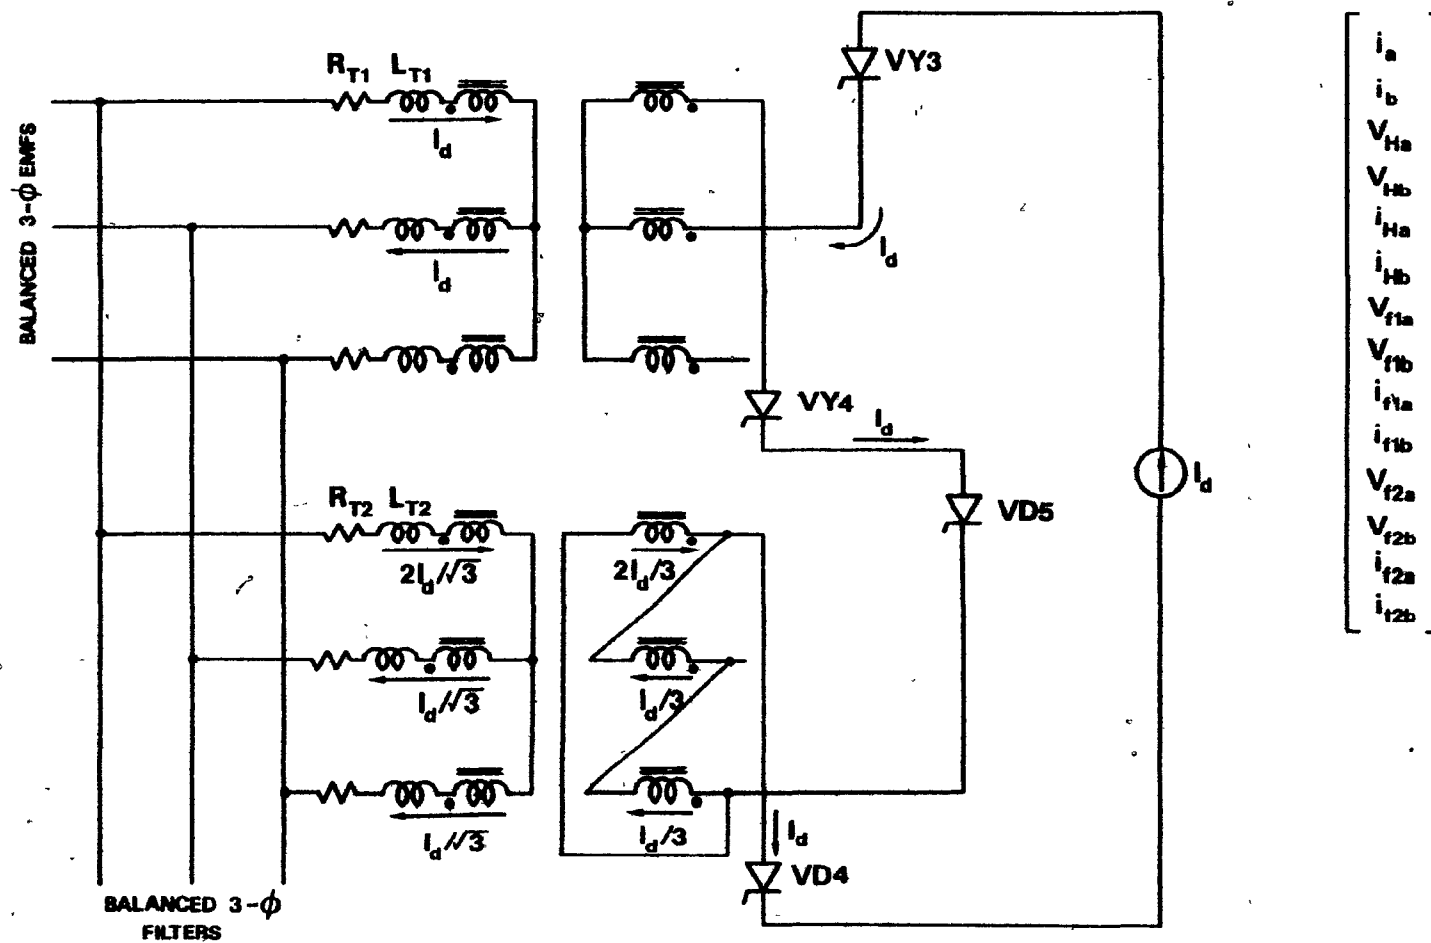 VY3
R_T1 L_T1
I_d
BALANCED 3-ϕ EMFS
I_d
I_d
VY4
I_d
I_d
R_T2 L_T2
VD5
2I_d/√3
2I_d/3
I_d/√3
I_d/3
I_d/√3
I_d/3
I_d
VD4
BALANCED 3-ϕ
FILTERS
i_a
i_b
V_Ha
V_Hb
i_Ha
i_Hb
V_f1a
V_f1b
i_f1a
i_f1b
V_f2a
V_f2b
i_f2a
i_f2b